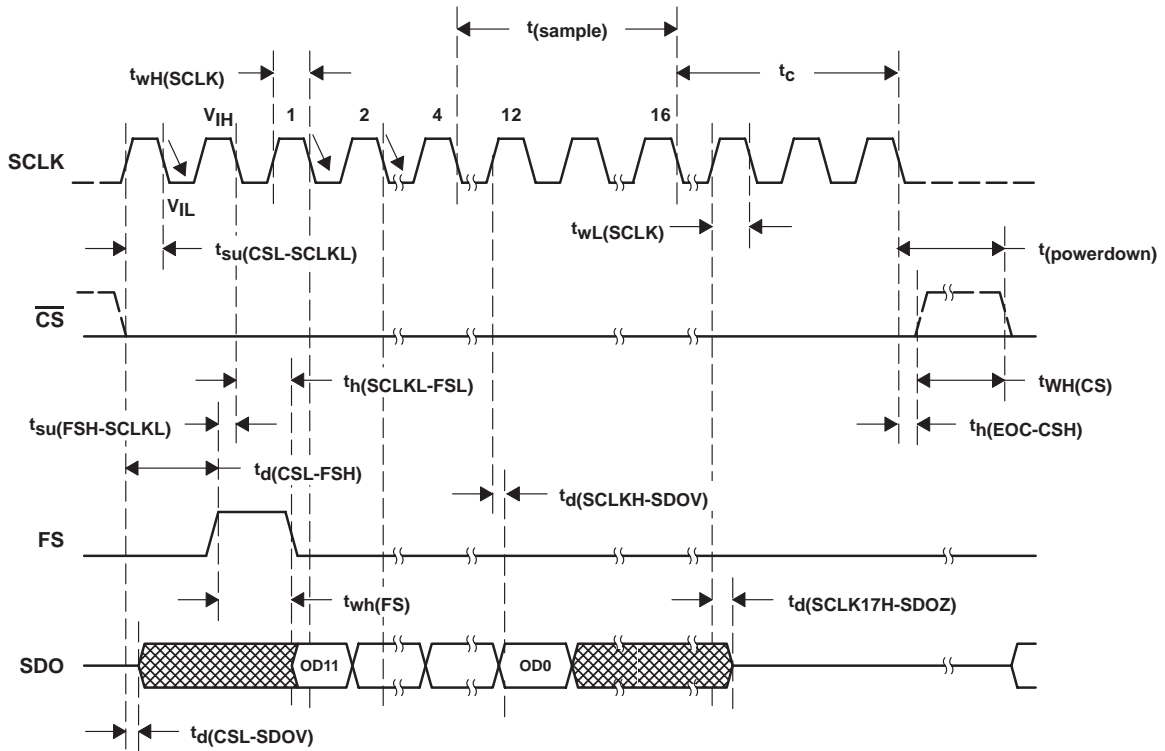 t(sample)
twH(SCLK)
tc
VIH
1
2
4
12
16
SCLK
VIL
twL(SCLK)
tsu(CSL-SCLKL)
t(powerdown)
CS
th(SCLKL-FSL)
tWH(CS)
tsu(FSH-SCLKL)
th(EOC-CSH)
td(CSL-FSH)
td(SCLKH-SDOV)
FS
twh(FS)
td(SCLK17H-SDOZ)
SDO
OD11
OD0
td(CSL-SDOV)